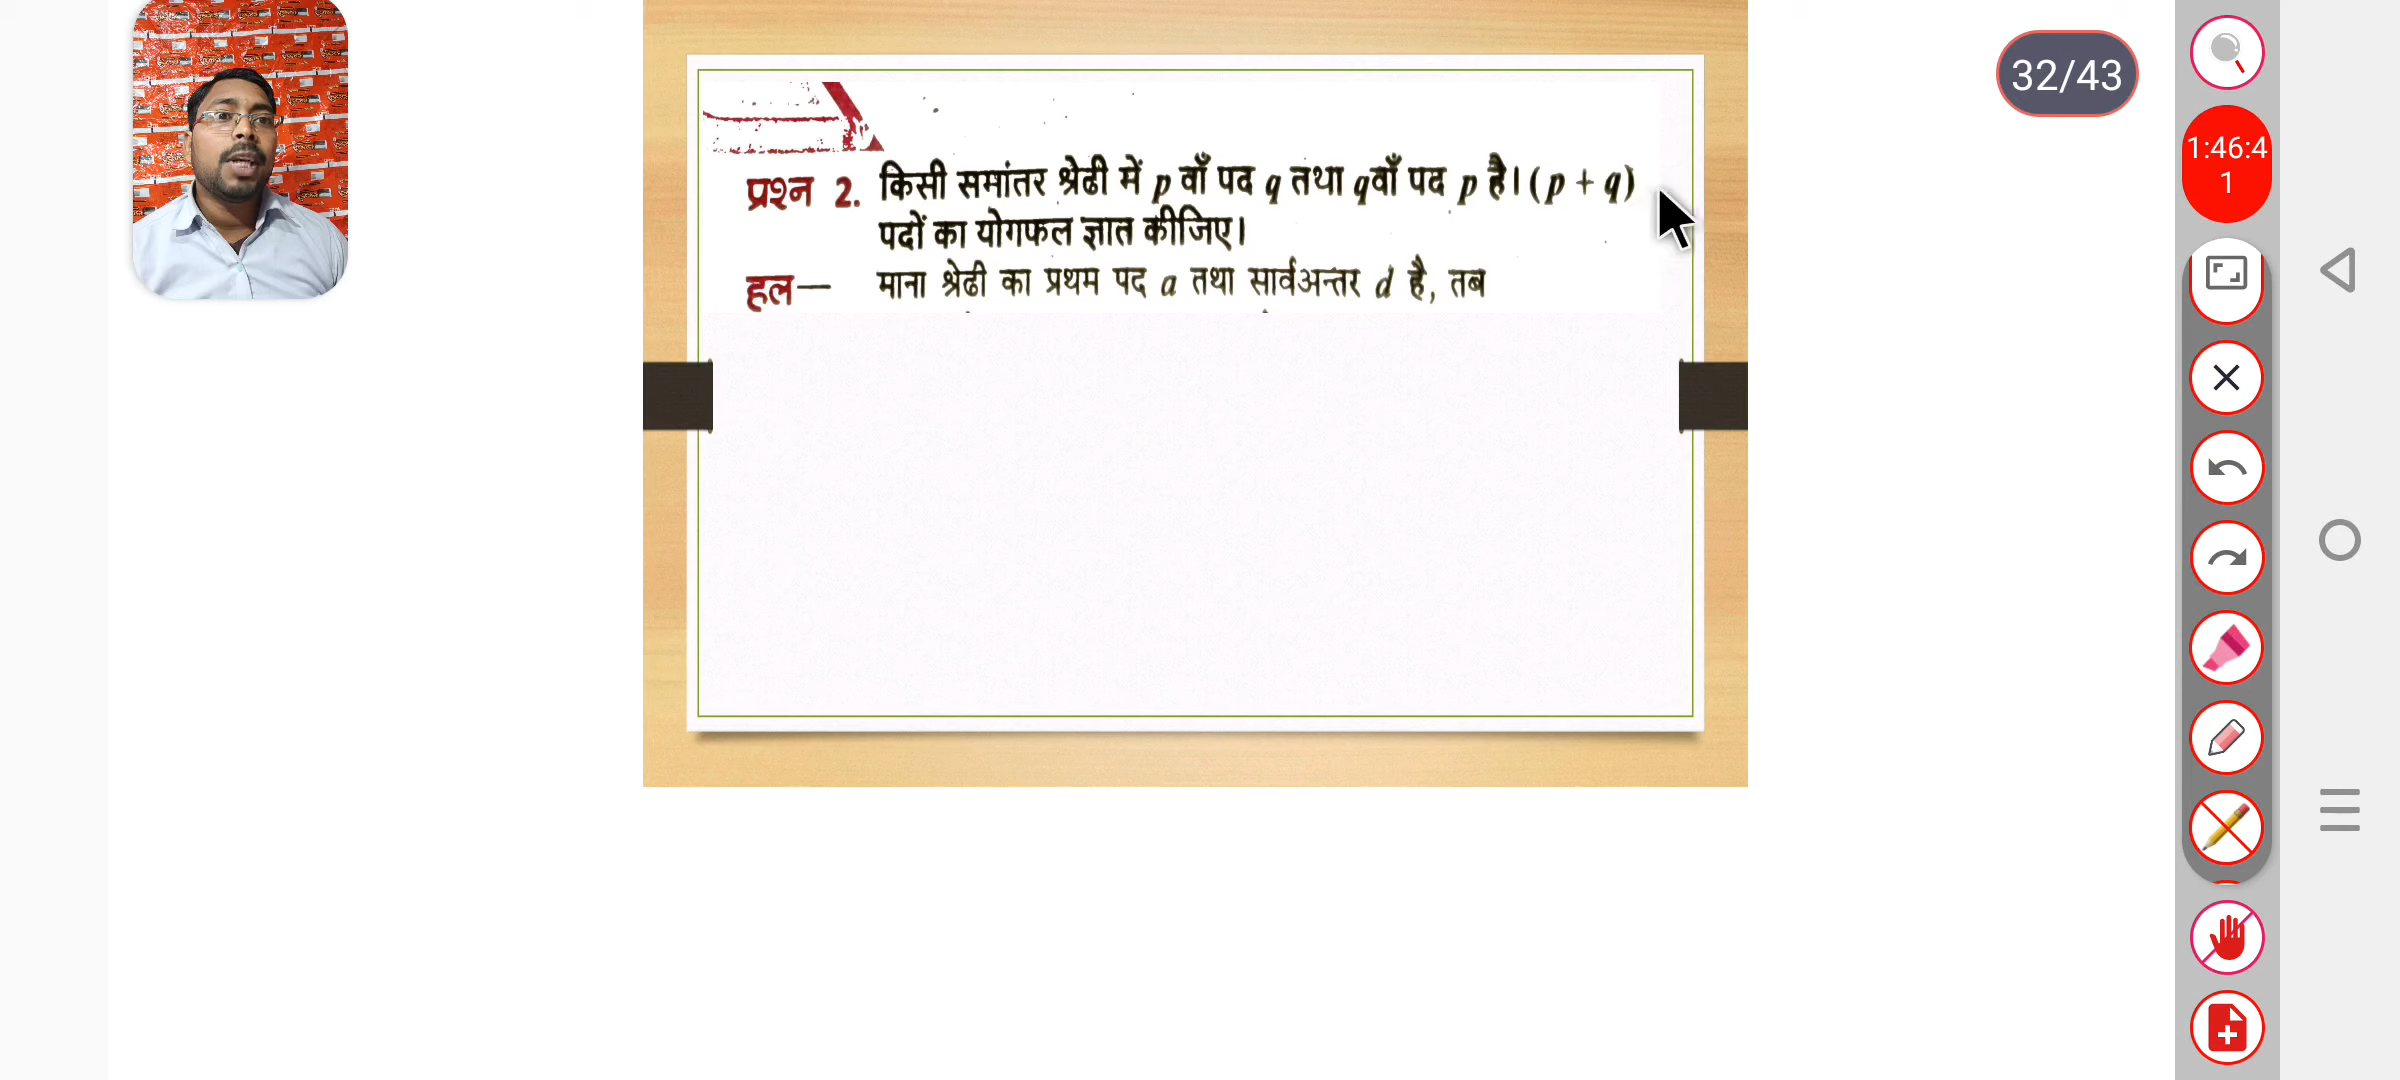 32/43
1:46:4
1
प्रश्न 2. किसी समांतर श्रेढी में p वाँ पद q तथा qवाँ पद p है। (p + q)
पदों का योगफल ज्ञात कीजिए।
हल— माना श्रेढी का प्रथम पद a तथा सार्वअन्तर d है, तब